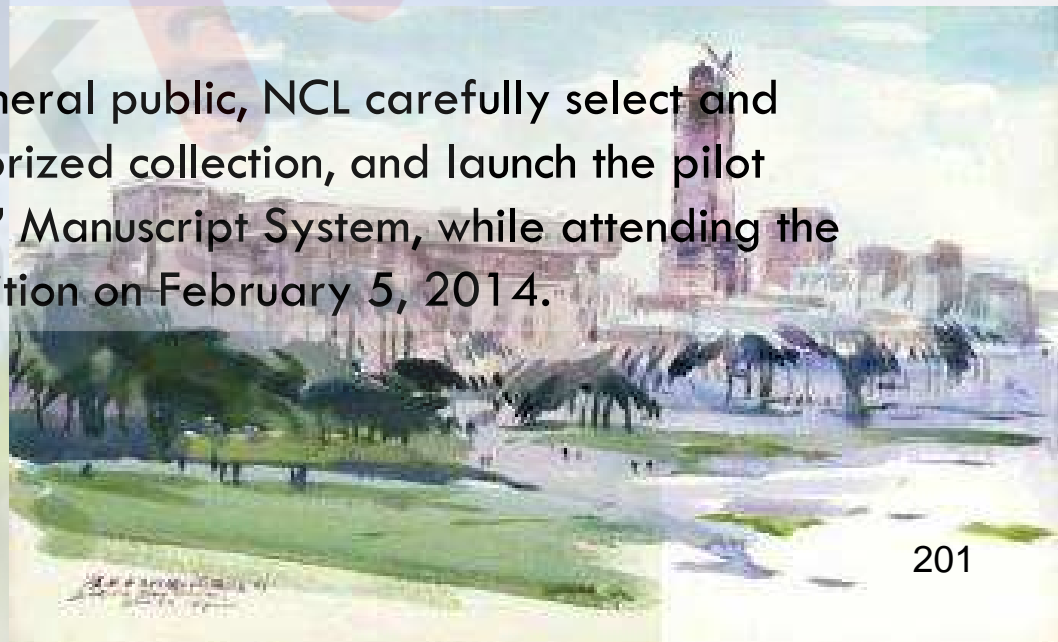 neral public, NCL carefully select and
orized collection, and launch the pilot
’ Manuscript System, while attending the
tion on February 5, 2014.
201